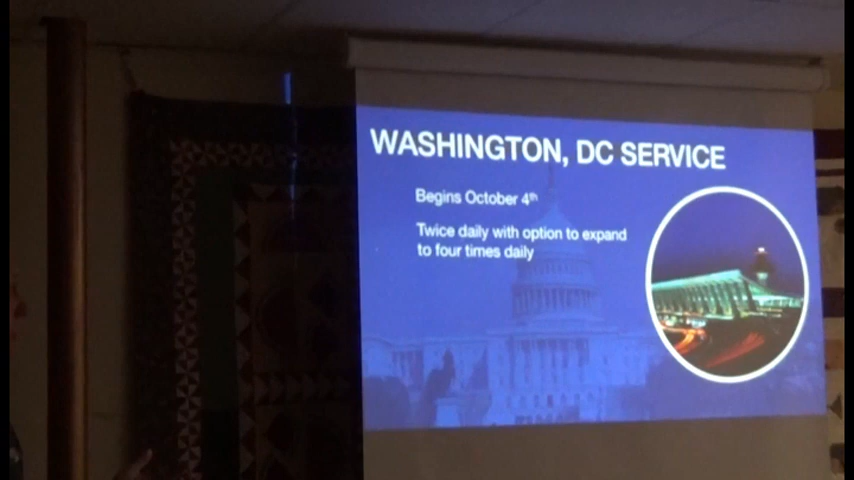 WASHINGTON, DC SERVICE
Begins October 4th
Twice daily with option to expand
to four times daily